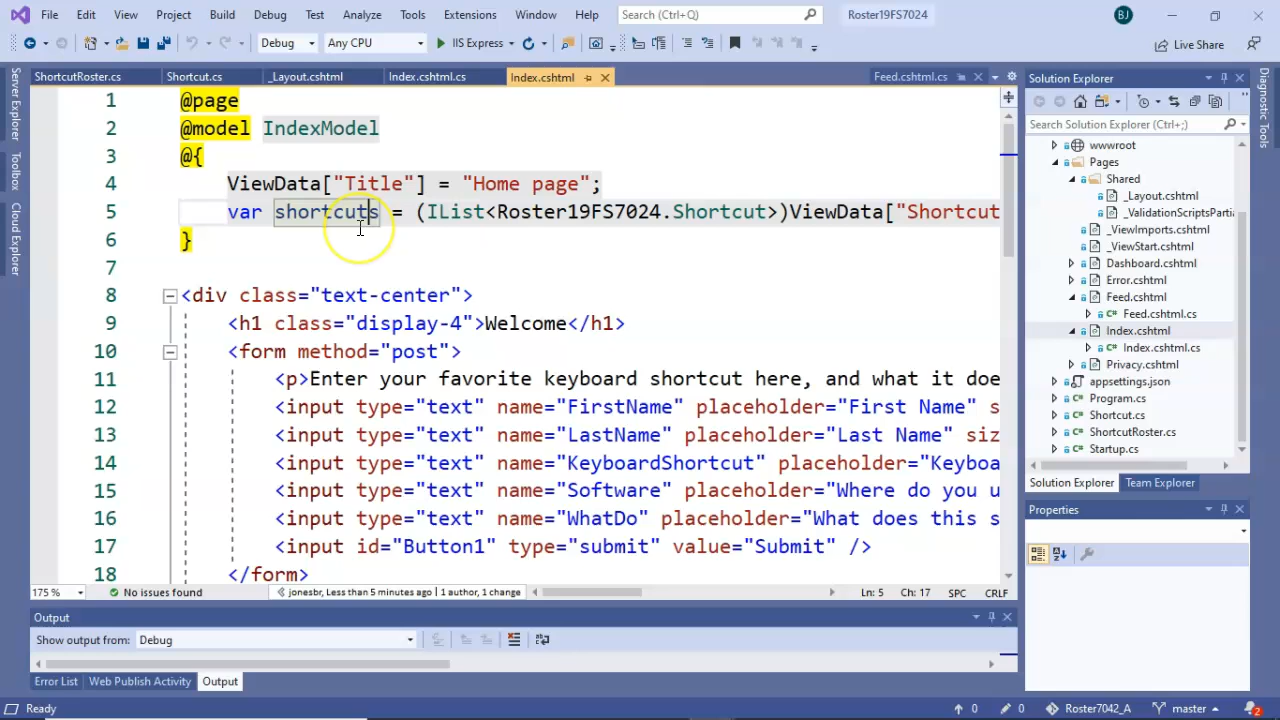 File Edit View Project Build Debug Test Analyze Tools Extensions Window Help Search (Ctrl+Q) Roster19FS7024 BJ
Debug Any CPU IIS Express Live Share
ShortcutRoster.cs Shortcut.cs _Layout.cshtml Index.cshtml.cs Index.cshtml Feed.cshtml.cs
Server Explorer
Toolbox
Cloud Explorer
1 @page
2 @model IndexModel
3 @{
4 ViewData["Title"] = "Home page";
5 var shortcuts = (IList<Roster19FS7024.Shortcut>)ViewData["Shortcut
6 }
7
8 <div class="text-center">
9 <h1 class="display-4">Welcome</h1>
10 <form method="post">
11 <p>Enter your favorite keyboard shortcut here, and what it doe
12 <input type="text" name="FirstName" placeholder="First Name" s
13 <input type="text" name="LastName" placeholder="Last Name" siz
14 <input type="text" name="KeyboardShortcut" placeholder="Keyboa
15 <input type="text" name="Software" placeholder="Where do you u
16 <input type="text" name="WhatDo" placeholder="What does this s
17 <input id="Button1" type="submit" value="Submit" />
18 </form>
175 % No issues found jonesbr, Less than 5 minutes ago | 1 author, 1 change Ln: 5 Ch: 17 SPC CRLF
Output
Show output from: Debug
Error List Web Publish Activity Output
Solution Explorer
Search Solution Explorer (Ctrl+;)
wwwroot
Pages
Shared
_Layout.cshtml
_ValidationScriptsPartia
_ViewImports.cshtml
_ViewStart.cshtml
Dashboard.cshtml
Error.cshtml
Feed.cshtml
C# Feed.cshtml.cs
Index.cshtml
C# Index.cshtml.cs
Privacy.cshtml
appsettings.json
C# Program.cs
C# Shortcut.cs
C# ShortcutRoster.cs
C# Startup.cs
Solution Explorer Team Explorer
Properties
Diagnostic Tools
Ready 0 0 Roster7042_A master 2